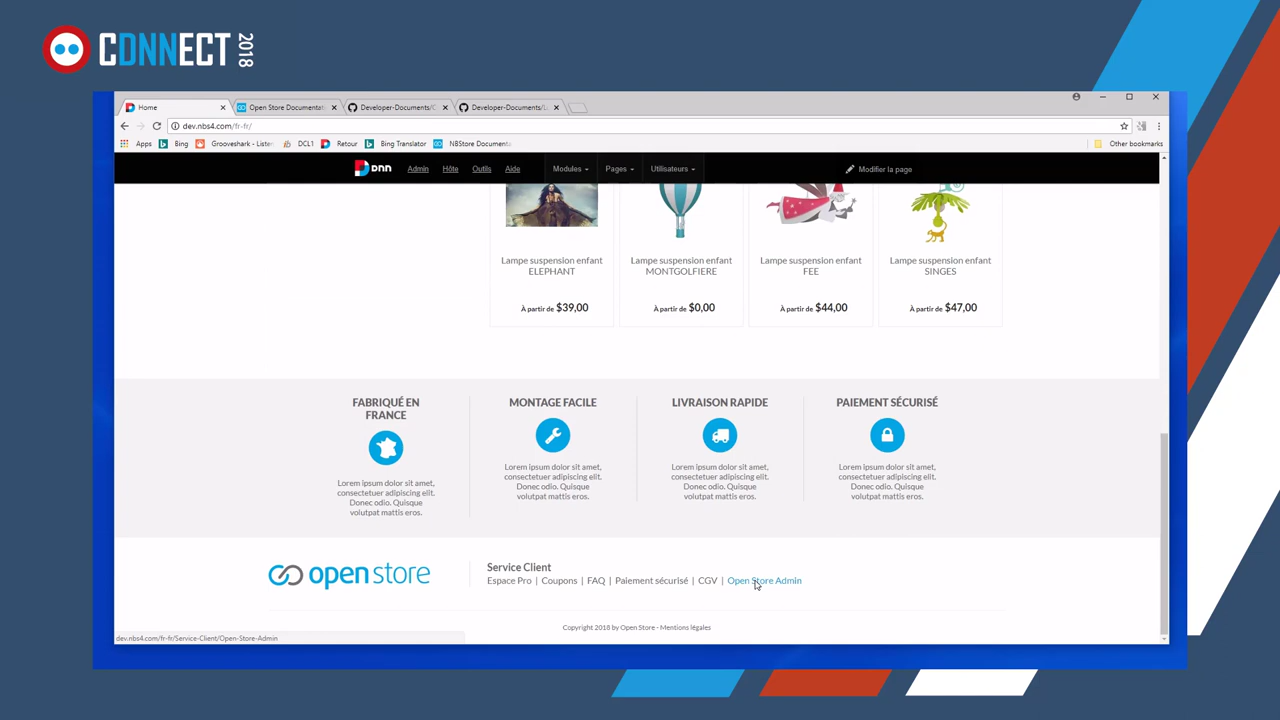 CDNNECT 2018
Home
Open Store Documentati
Developer-Documents/
Developer-Documents/
dev.nbs4.com/fr-fr/
Apps Bing Grooveshark - Listen DCL1 Retour Bing Translator NBStore Documenta Other bookmarks
DNN Admin Hôte Outils Aide Modules Pages Utilisateurs Modifier la page
Lampe suspension enfant
ELEPHANT
À partir de $39,00
Lampe suspension enfant
MONTGOLFIERE
À partir de $0,00
Lampe suspension enfant
FEE
À partir de $44,00
Lampe suspension enfant
SINGES
À partir de $47,00
FABRIQUÉ EN
FRANCE
Lorem ipsum dolor sit amet,
consectetuer adipiscing elit.
Donec odio. Quisque
volutpat mattis eros.
MONTAGE FACILE
Lorem ipsum dolor sit amet,
consectetuer adipiscing elit.
Donec odio. Quisque
volutpat mattis eros.
LIVRAISON RAPIDE
Lorem ipsum dolor sit amet,
consectetuer adipiscing elit.
Donec odio. Quisque
volutpat mattis eros.
PAIEMENT SÉCURISÉ
Lorem ipsum dolor sit amet,
consectetuer adipiscing elit.
Donec odio. Quisque
volutpat mattis eros.
open store
Service Client
Espace Pro | Coupons | FAQ | Paiement sécurisé | CGV | Open Store Admin
Copyright 2018 by Open Store - Mentions légales
dev.nbs4.com/fr-fr/Service-Client/Open-Store-Admin